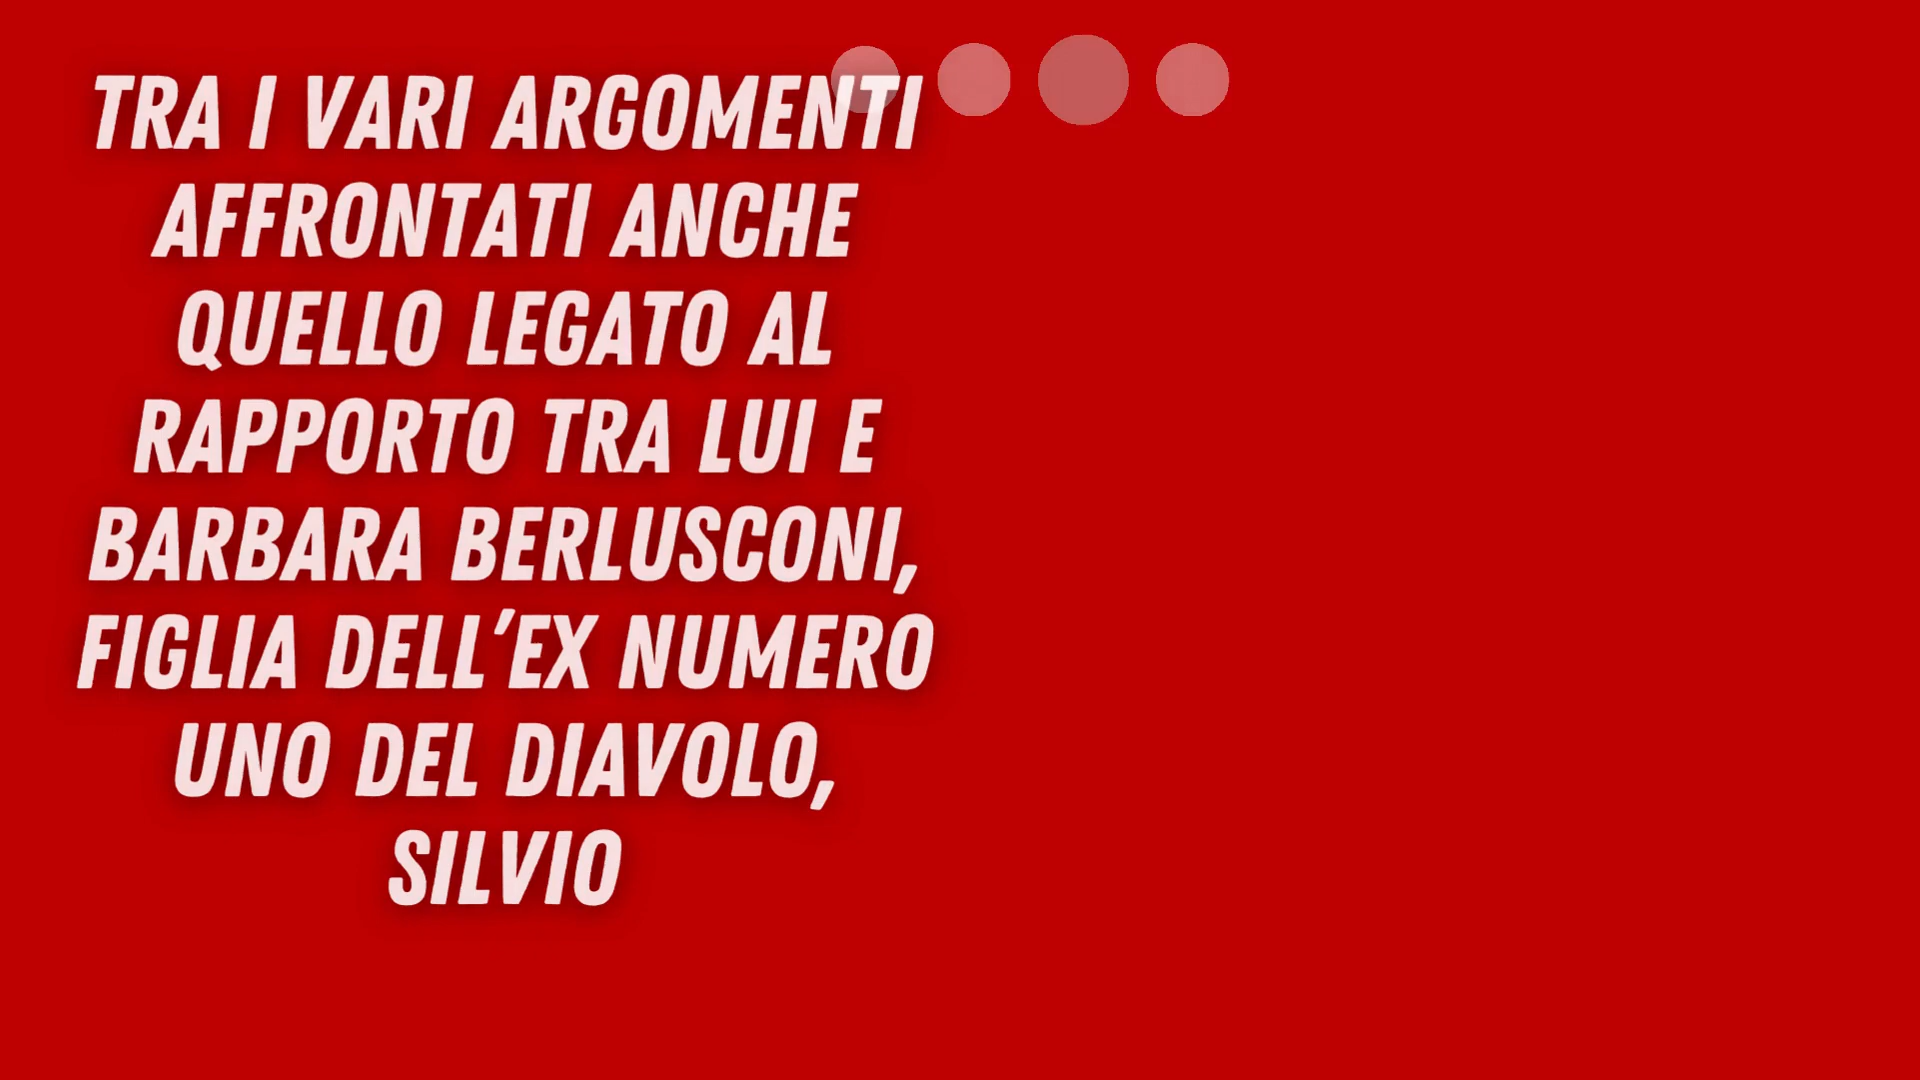 TRA I VARI ARGOMENTI
AFFRONTATI ANCHE
QUELLO LEGATO AL
RAPPORTO TRA LUI E
BARBARA BERLUSCONI,
FIGLIA DELL'EX NUMERO
UNO DEL DIAVOLO,
SILVIO